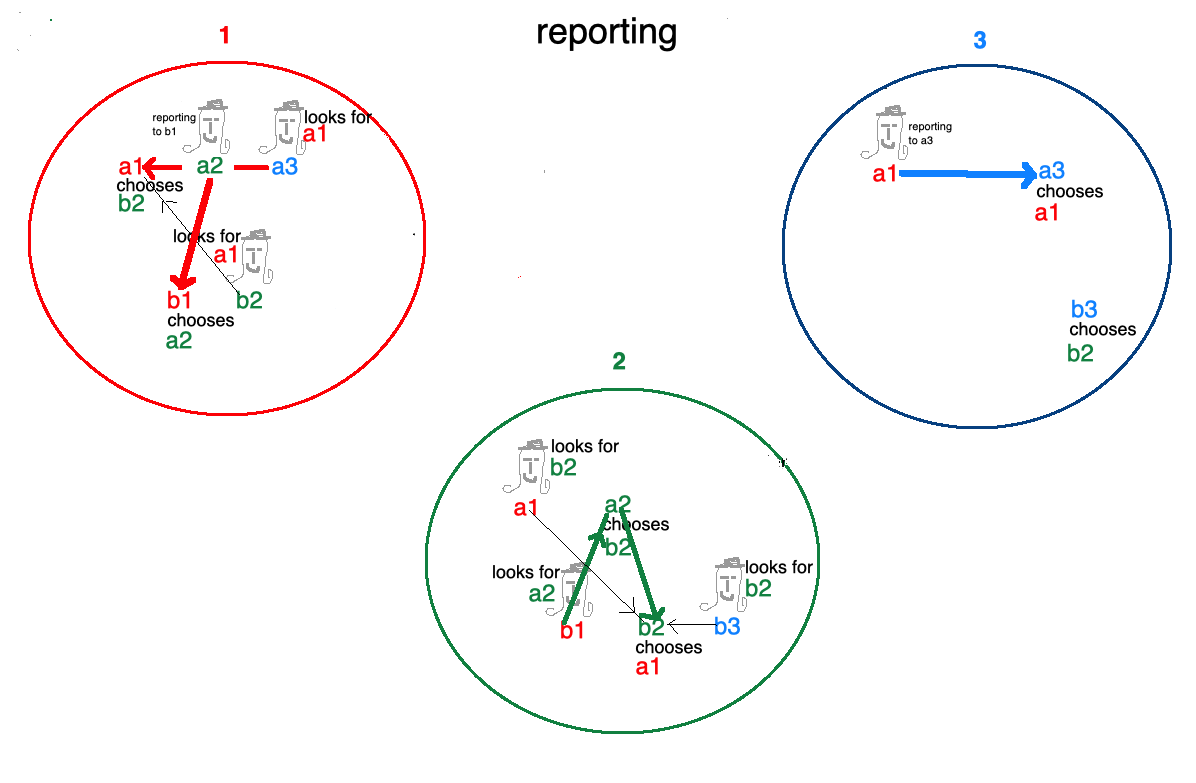 reporting
1
reporting
to b1
looks for
a1
a1
a2
a3
chooses
b2
looks for
a1
b1
b2
chooses
a2
3
reporting
to a3
a1
a3
chooses
a1
b3
chooses
b2
2
looks for
b2
a1
a2
chooses
b2
looks for
a2
looks for
b2
b1
b2
b3
chooses
a1